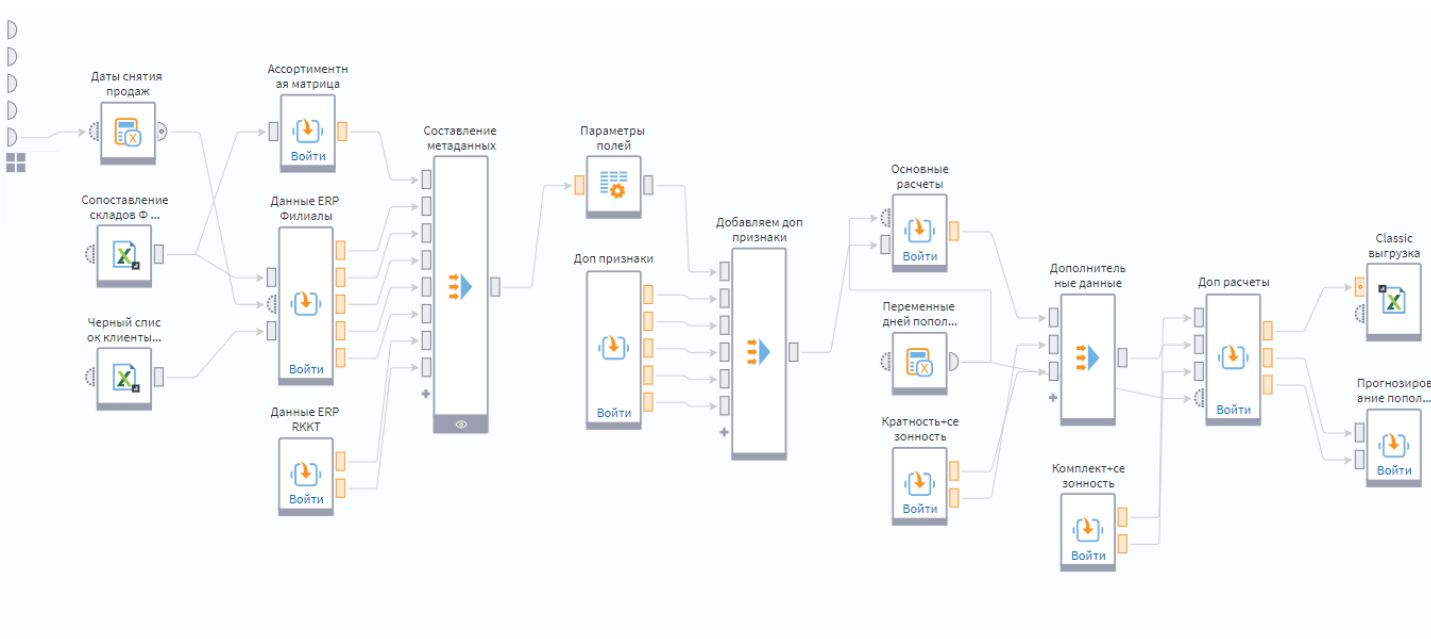 Даты снятия
продаж
Ассортиментн
ая матрица
Войти
Сопоставление
складов Ф ...
Данные ERP
Филиалы
Войти
Черный спис
ок клиенты...
Данные ERP
RKKT
Войти
Составление
метаданных
Параметры
полей
Доп признаки
Войти
Добавляем доп
признаки
Основные
расчеты
Войти
Переменные
дней попол...
Кратность+се
зонность
Войти
Дополнитель
ные данные
Комплект+се
зонность
Войти
Доп расчеты
Войти
Classic
выгрузка
Прогнозиров
ание попол...
Войти